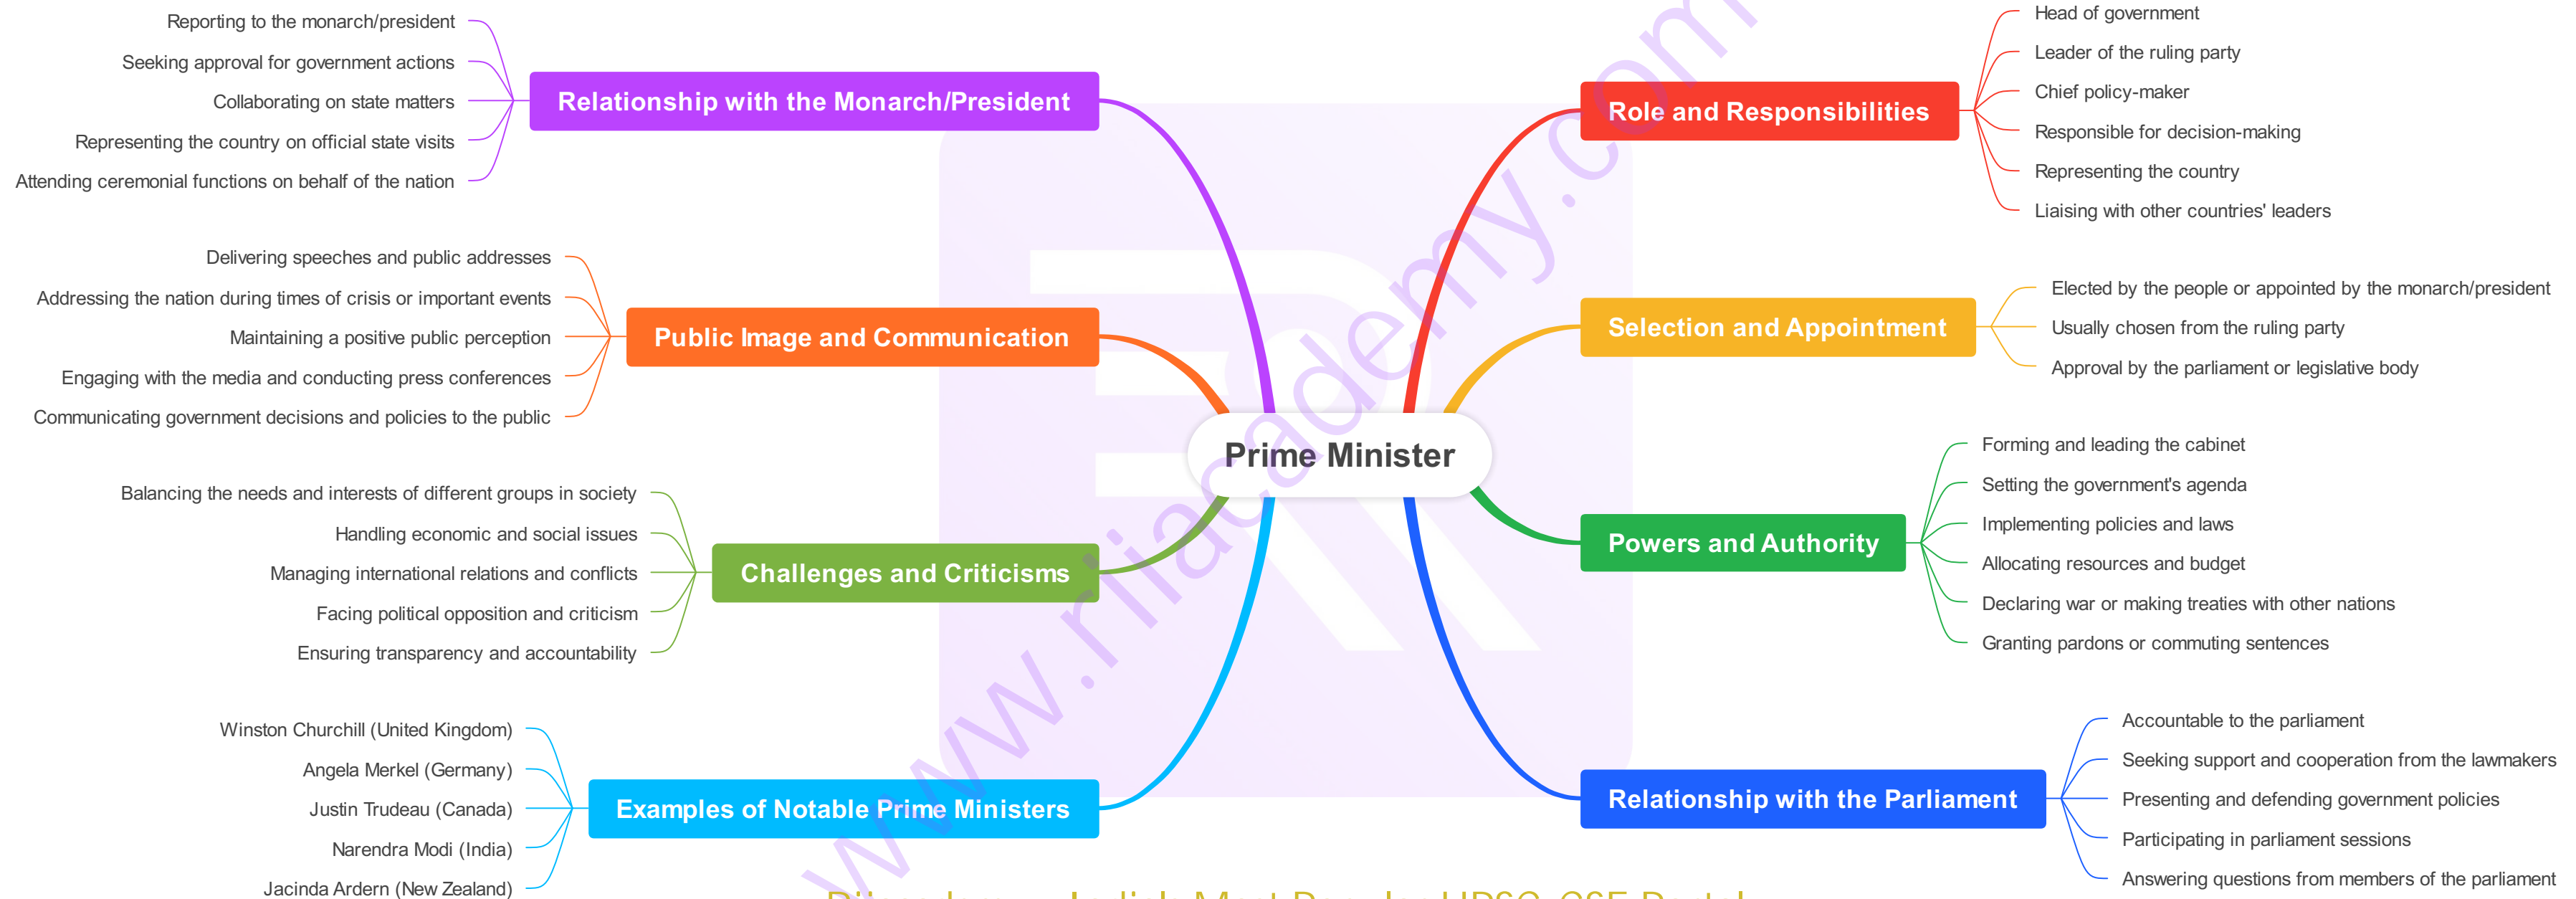 Prime Minister
Role and Responsibilities
Head of government
Leader of the ruling party
Chief policy-maker
Responsible for decision-making
Representing the country
Liaising with other countries' leaders
Selection and Appointment
Elected by the people or appointed by the monarch/president
Usually chosen from the ruling party
Approval by the parliament or legislative body
Powers and Authority
Forming and leading the cabinet
Setting the government's agenda
Implementing policies and laws
Allocating resources and budget
Declaring war or making treaties with other nations
Granting pardons or commuting sentences
Relationship with the Parliament
Accountable to the parliament
Seeking support and cooperation from the lawmakers
Presenting and defending government policies
Participating in parliament sessions
Answering questions from members of the parliament
Relationship with the Monarch/President
Reporting to the monarch/president
Seeking approval for government actions
Collaborating on state matters
Representing the country on official state visits
Attending ceremonial functions on behalf of the nation
Public Image and Communication
Delivering speeches and public addresses
Addressing the nation during times of crisis or important events
Maintaining a positive public perception
Engaging with the media and conducting press conferences
Communicating government decisions and policies to the public
Challenges and Criticisms
Balancing the needs and interests of different groups in society
Handling economic and social issues
Managing international relations and conflicts
Facing political opposition and criticism
Ensuring transparency and accountability
Examples of Notable Prime Ministers
Winston Churchill (United Kingdom)
Angela Merkel (Germany)
Justin Trudeau (Canada)
Narendra Modi (India)
Jacinda Ardern (New Zealand)
www.riiacademy.com